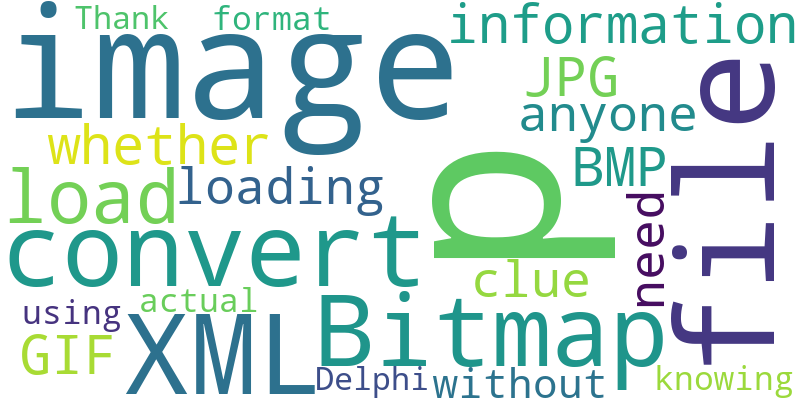 Thank format information
image
JPG
file
anyone
whether
BMP
p
load loading
need
convert
clue
actual
using
Bitmap
XML
GIF
Delphi without knowing